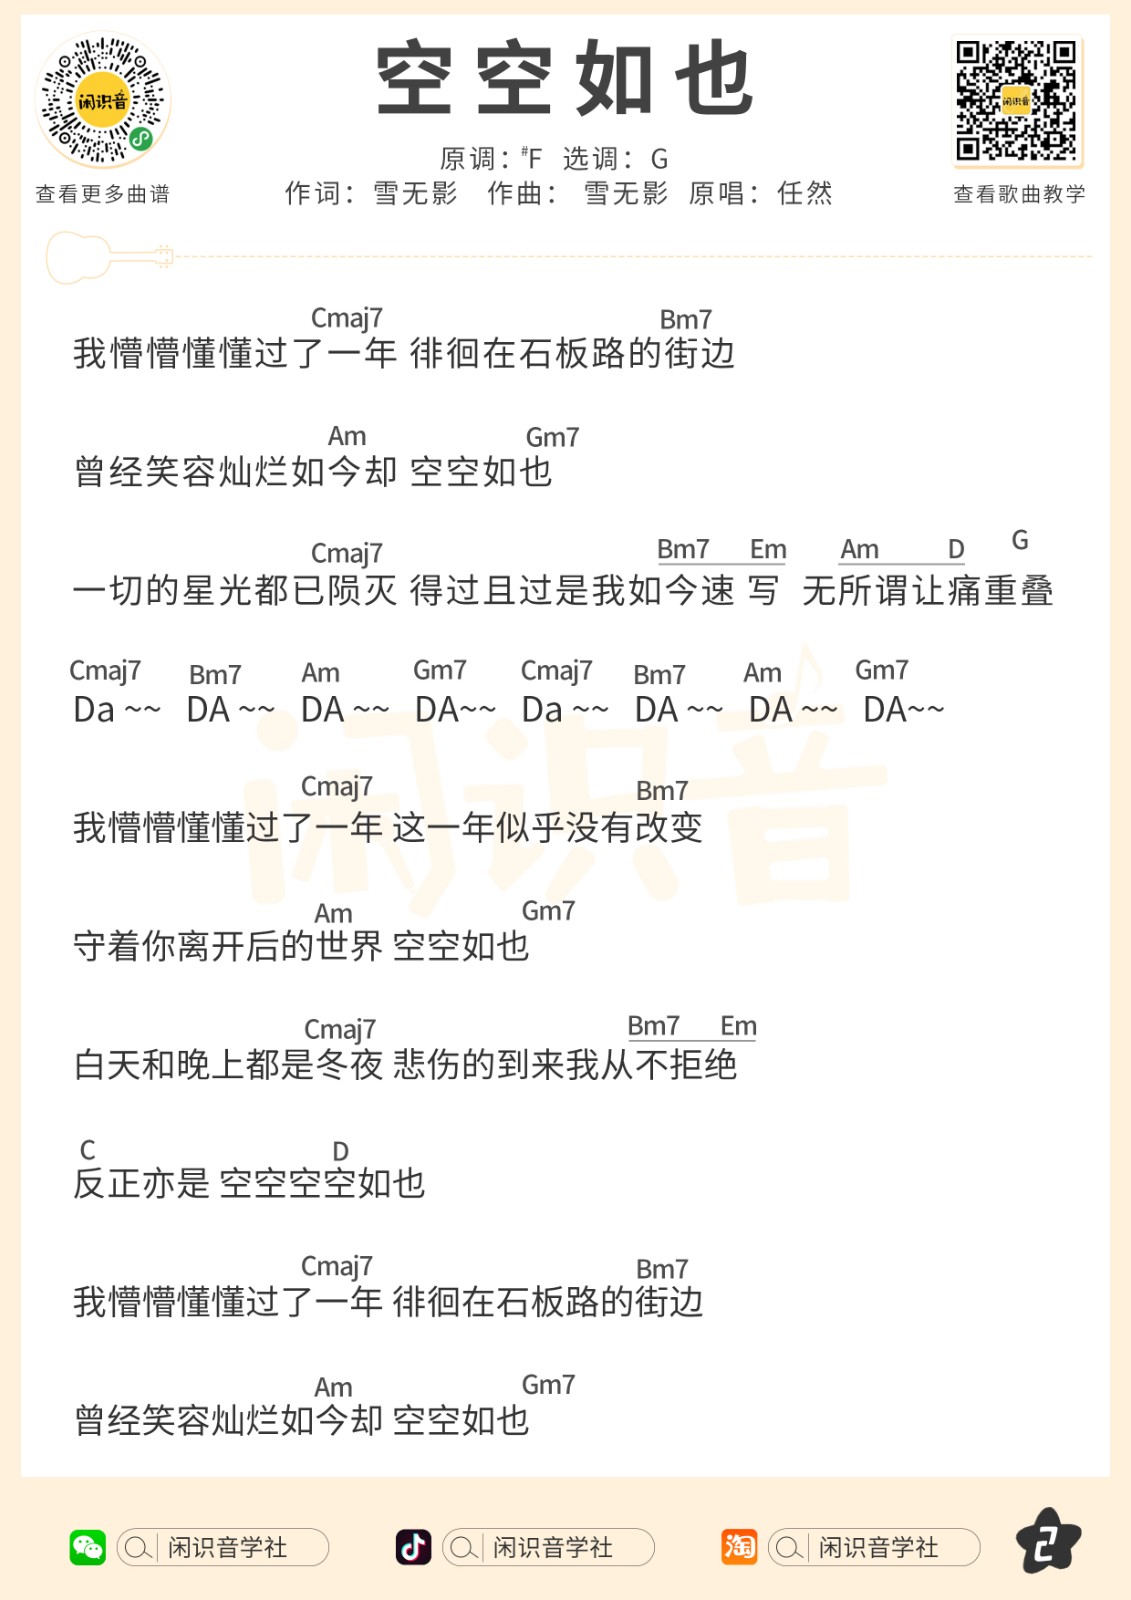 空空如也
原调：#F 选调：G
作词：雪无影 作曲：雪无影 原唱：任然
闲识音
查看更多曲谱
闲识音
查看歌曲教学
Cmaj7 Bm7
我懵懵懂懂过了一年 徘徊在石板路的街边
Am Gm7
曾经笑容灿烂如今却 空空如也
Cmaj7 Bm7 Em Am D G
一切的星光都已陨灭 得过且过是我如今速 写 无所谓让痛重叠
Cmaj7 Bm7 Am Gm7 Cmaj7 Bm7 Am Gm7
Da ~~ DA ~~ DA ~~ DA~~ Da ~~ DA ~~ DA ~~ DA~~
闲识音
Cmaj7 Bm7
我懵懵懂懂过了一年 这一年似乎没有改变
Am Gm7
守着你离开后的世界 空空如也
Cmaj7 Bm7 Em
白天和晚上都是冬夜 悲伤的到来我从不拒绝
C D
反正亦是 空空空空如也
Cmaj7 Bm7
我懵懵懂懂过了一年 徘徊在石板路的街边
Am Gm7
曾经笑容灿烂如今却 空空如也
闲识音学社 闲识音学社 淘 闲识音学社 2